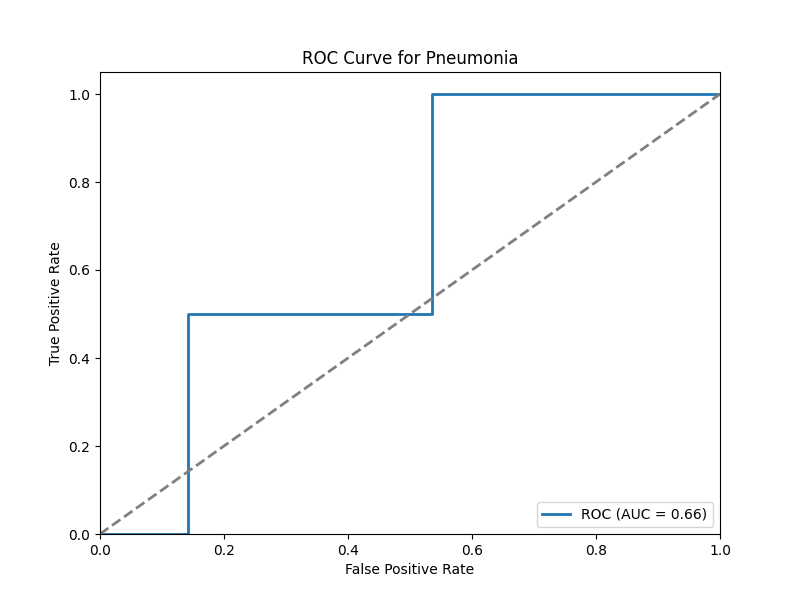 ROC Curve for Pneumonia
True Positive Rate
1.0
0.8
0.6
0.4
0.2
0.0
ROC (AUC = 0.66)
0.0 0.2 0.4 0.6 0.8 1.0
False Positive Rate